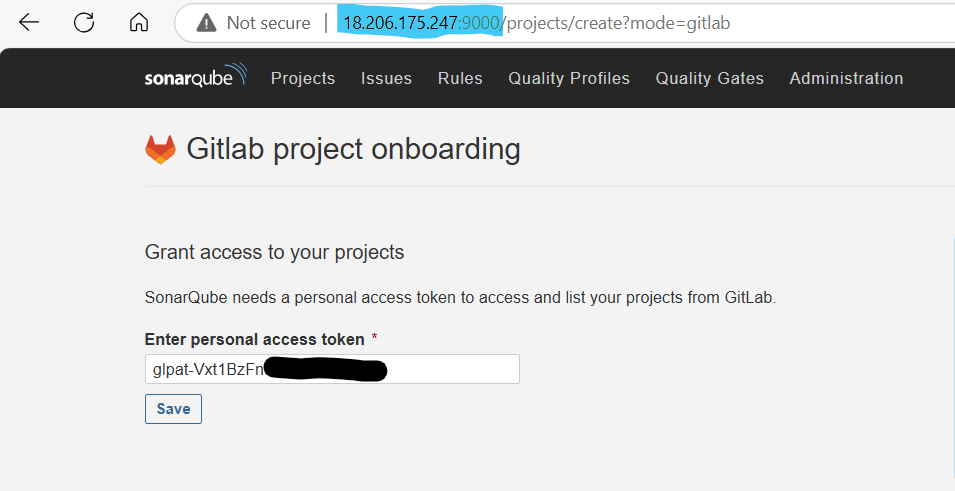 Not secure | 18.206.175.247:9000/projects/create?mode=gitlab
sonarqube Projects Issues Rules Quality Profiles Quality Gates Administration
Gitlab project onboarding
Grant access to your projects
SonarQube needs a personal access token to access and list your projects from GitLab.
Enter personal access token *
glpat-Vxt1BzFn
Save